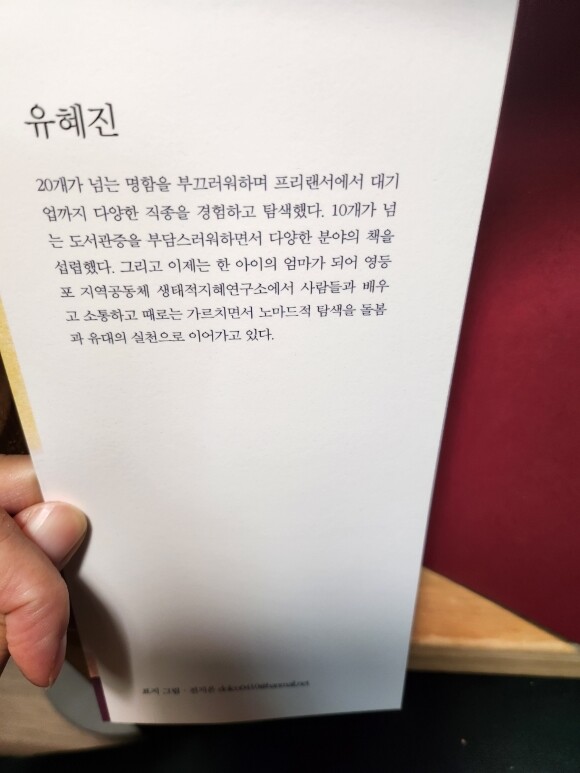 유혜진
20개가 넘는 명함을 부끄러워하며 프리랜서에서 대기
업까지 다양한 직종을 경험하고 탐색했다. 10개가 넘
는 도서관증을 부담스러워하면서 다양한 분야의 책을
섭렵했다. 그리고 이제는 한 아이의 엄마가 되어 영등
포 지역공동체 생태적지혜연구소에서 사람들과 배우
고 소통하고 때로는 가르치면서 노마드적 탐색을 돌봄
과 유대의 실천으로 이어가고 있다.
표지 그림 ·